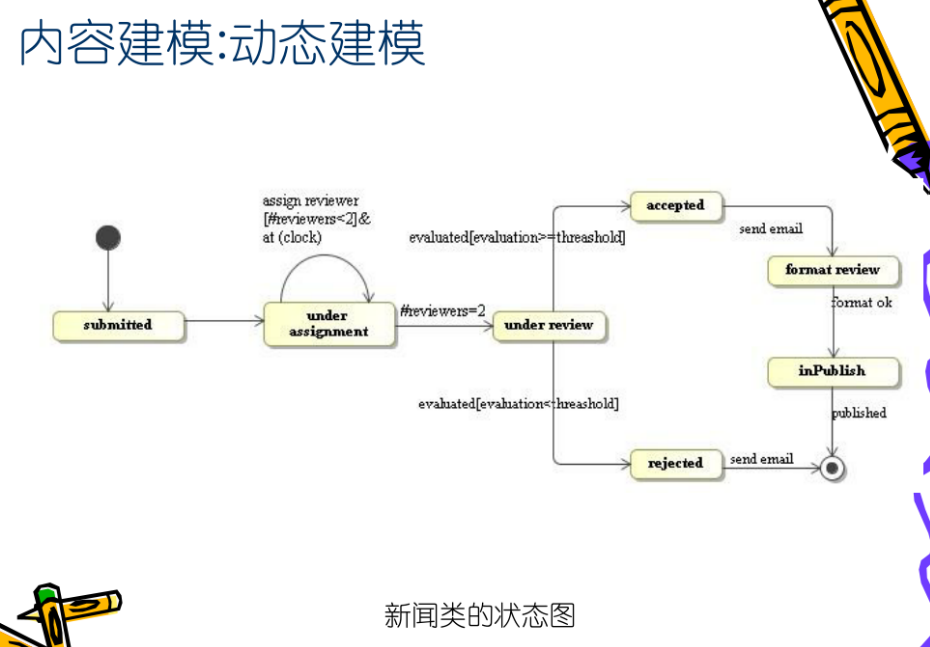 内容建模:动态建模
assign reviewer
[#reviewers<2]&
at (clock)
accepted
send email
evaluated[evaluation>=threashold]
format review
format ok
submitted
under
assignment
#reviewers=2
under review
inPublish
evaluated[evaluation<threashold]
published
rejected
send email
新闻类的状态图